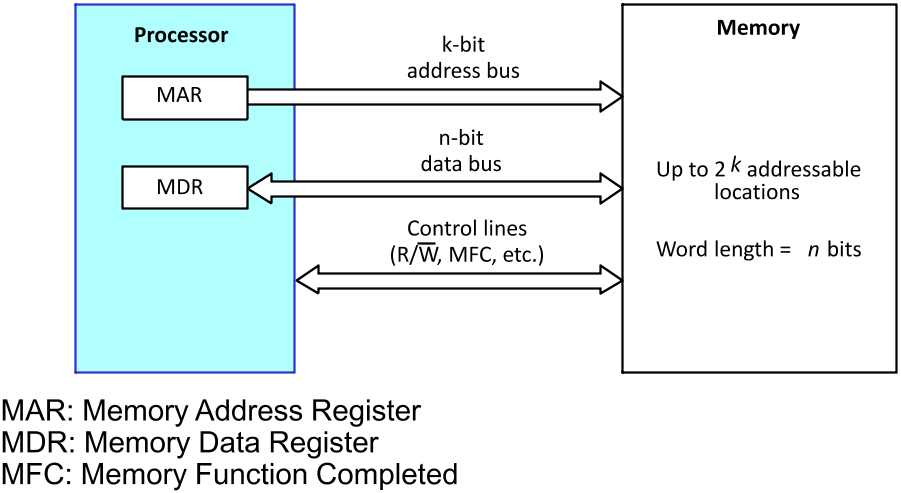 Processor
Memory
k-bit
address bus
MAR
n-bit
data bus
MDR
Up to 2 k addressable
locations
Control lines
(R/W̅, MFC, etc.)
Word length = n bits
MAR: Memory Address Register
MDR: Memory Data Register
MFC: Memory Function Completed